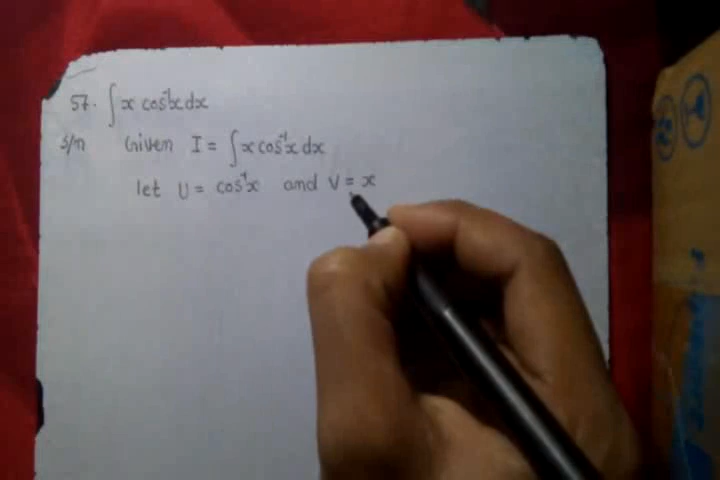 57. ∫x cos⁻¹x dx
S/n Given I = ∫x cos⁻¹x dx
let U = cos⁻¹x and V = x